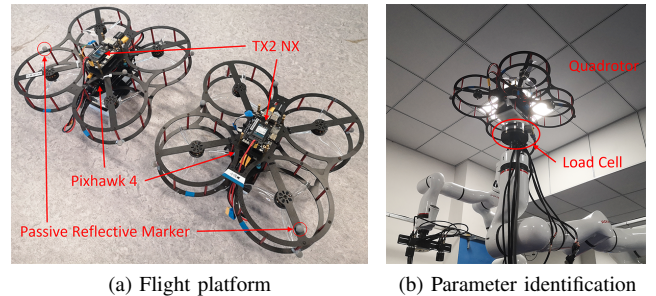 TX2 NX
Quadrotor
Load Cell
Pixhawk 4
Passive Reflective Marker
(a) Flight platform
(b) Parameter identification